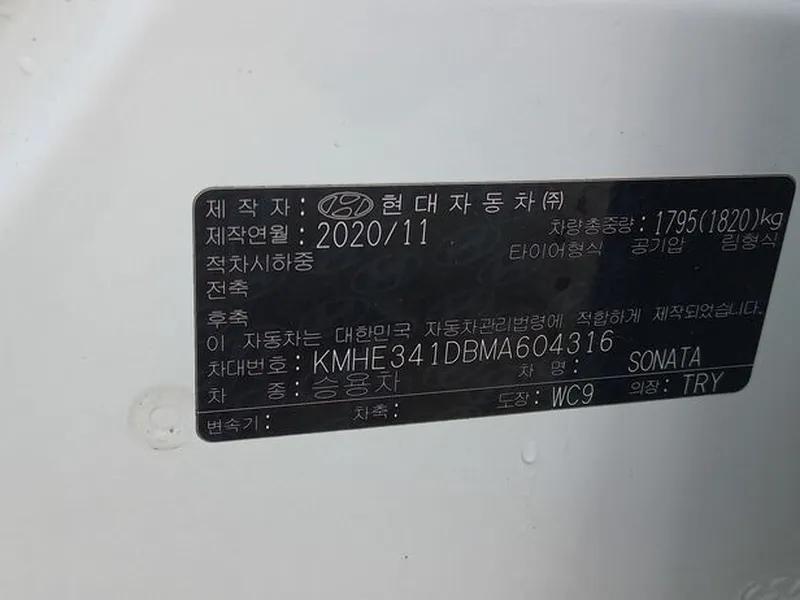 제작자 : 현대자동차㈜
제작연월 : 2020/11 차량총중량 : 1795(1820)kg
적차시하중 타이어형식 공기압 림형식
전축
후축
이 자동차는 대한민국 자동차관리법령에 적합하게 제작되었습니다.
차대번호 : KMHE341DBMA604316
차종 : 승용차 차명 : SONATA
변속기 : 차축 : 도장 : WC9 의장 : TRY